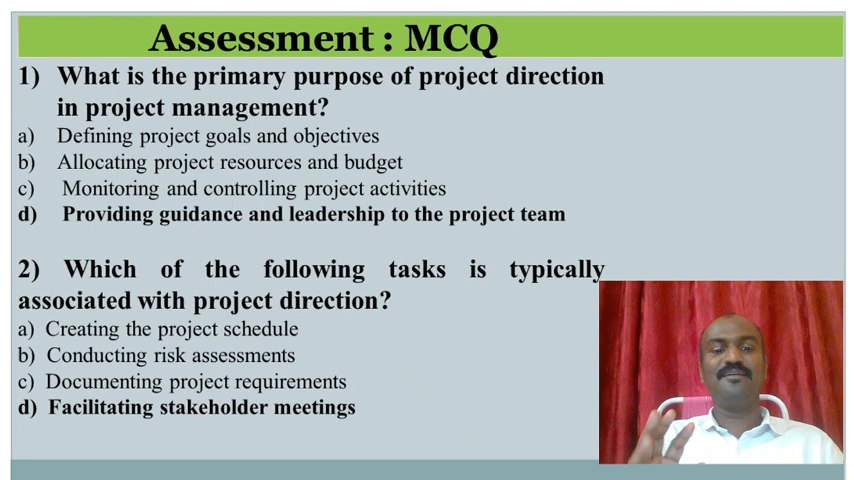 Assessment : MCQ
1) What is the primary purpose of project direction
in project management?
a) Defining project goals and objectives
b) Allocating project resources and budget
c) Monitoring and controlling project activities
d) Providing guidance and leadership to the project team
2) Which of the following tasks is typically
associated with project direction?
a) Creating the project schedule
b) Conducting risk assessments
c) Documenting project requirements
d) Facilitating stakeholder meetings